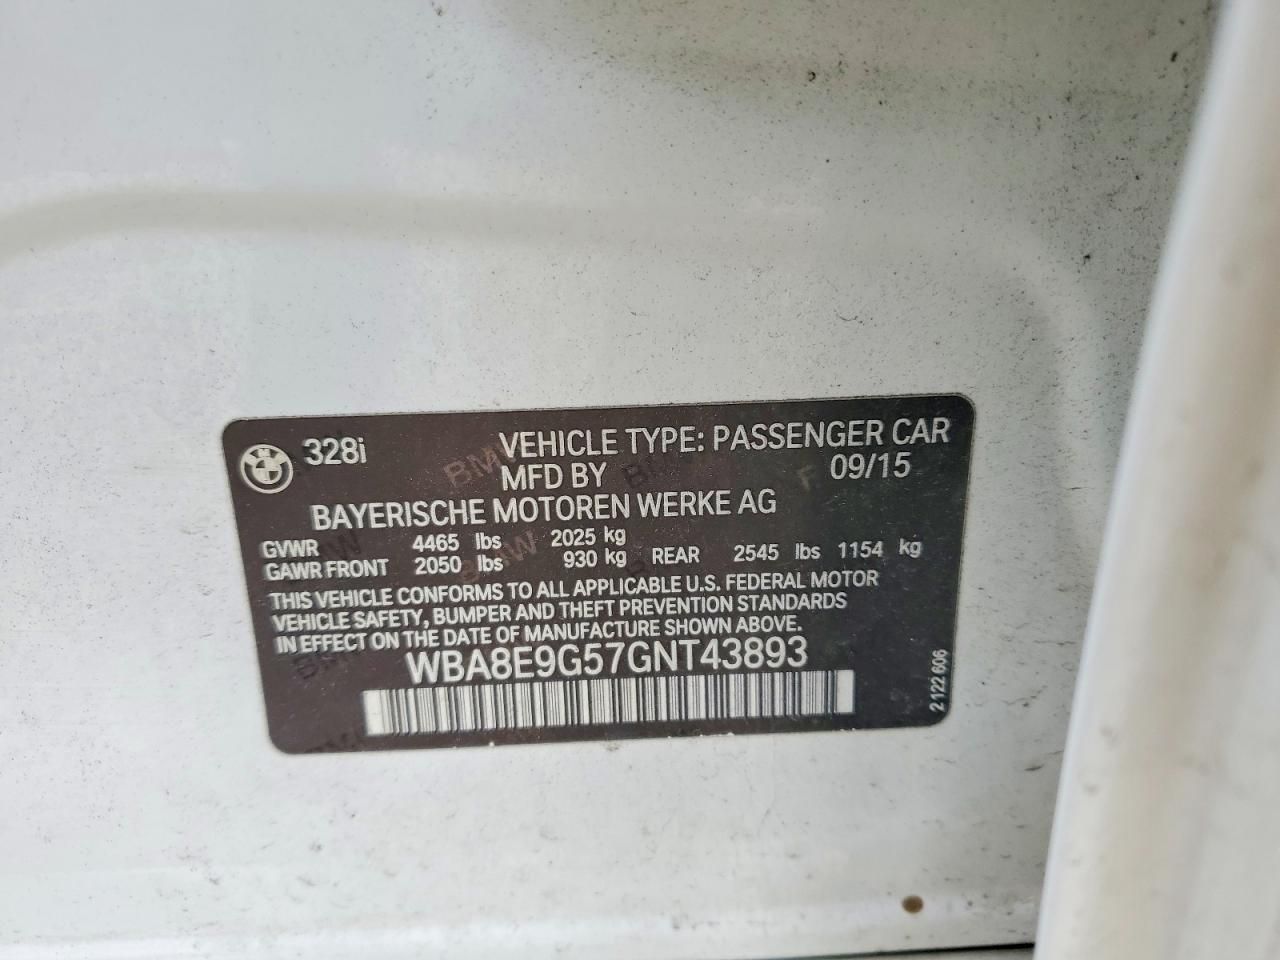 328i VEHICLE TYPE: PASSENGER CAR
MFD BY 09/15
BAYERISCHE MOTOREN WERKE AG
GVWR 4465 lbs 2025 kg
GAWR FRONT 2050 lbs 930 kg REAR 2545 lbs 1154 kg
THIS VEHICLE CONFORMS TO ALL APPLICABLE U.S. FEDERAL MOTOR
VEHICLE SAFETY, BUMPER AND THEFT PREVENTION STANDARDS
IN EFFECT ON THE DATE OF MANUFACTURE SHOWN ABOVE.
WBA8E9G57GNT43893
2 122 606